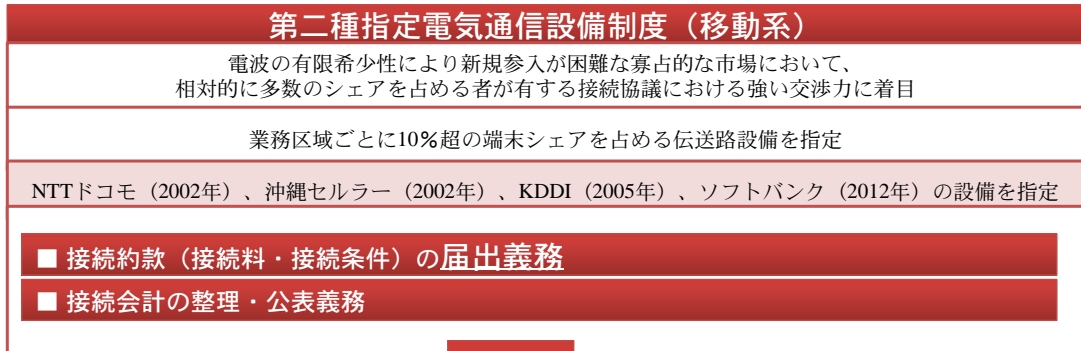 第二種指定電気通信設備制度（移動系）
電波の有限希少性により新規参入が困難な寡占的な市場において、
相対的に多数のシェアを占める者が有する接続協議における強い交渉力に着目
業務区域ごとに10％超の端末シェアを占める伝送路設備を指定
NTTドコモ（2002年）、沖縄セルラー（2002年）、KDDI（2005年）、ソフトバンク（2012年）の設備を指定
■ 接続約款（接続料・接続条件）の届出義務
■ 接続会計の整理・公表義務